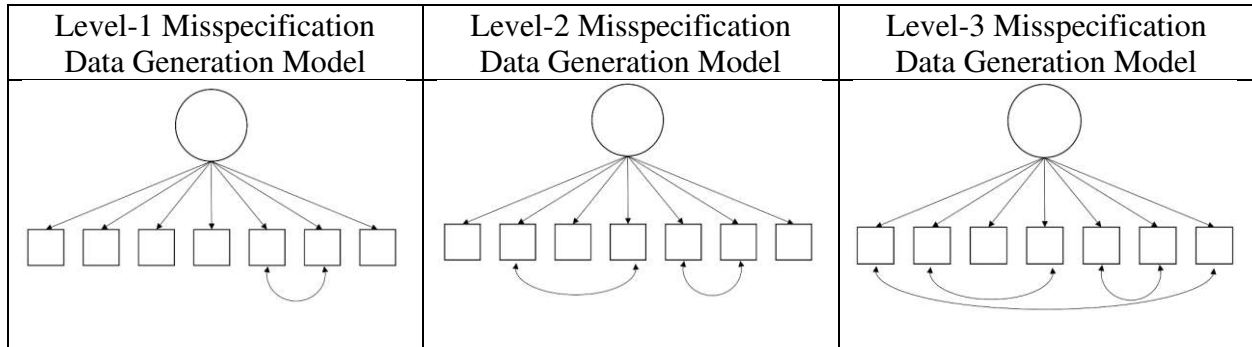 Level-1 Misspecification
Data Generation Model
Level-2 Misspecification
Data Generation Model
Level-3 Misspecification
Data Generation Model